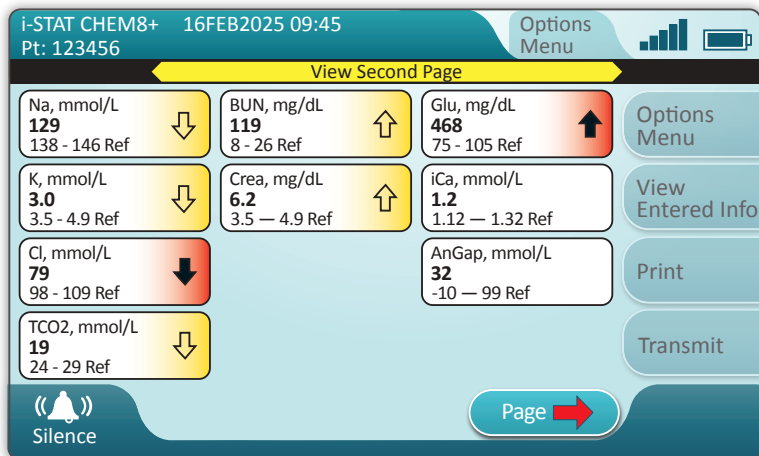 i-STAT CHEM8+ 16FEB2025 09:45
Pt: 123456
Options
Menu
View Second Page
Na, mmol/L
129
138 - 146 Ref
BUN, mg/dL
119
8 - 26 Ref
Glu, mg/dL
468
75 - 105 Ref
K, mmol/L
3.0
3.5 - 4.9 Ref
Crea, mg/dL
6.2
3.5 — 4.9 Ref
iCa, mmol/L
1.2
1.12 — 1.32 Ref
Cl, mmol/L
79
98 - 109 Ref
AnGap, mmol/L
32
-10 — 99 Ref
TCO2, mmol/L
19
24 - 29 Ref
Options
Menu
View
Entered Info
Print
Transmit
Silence
Page